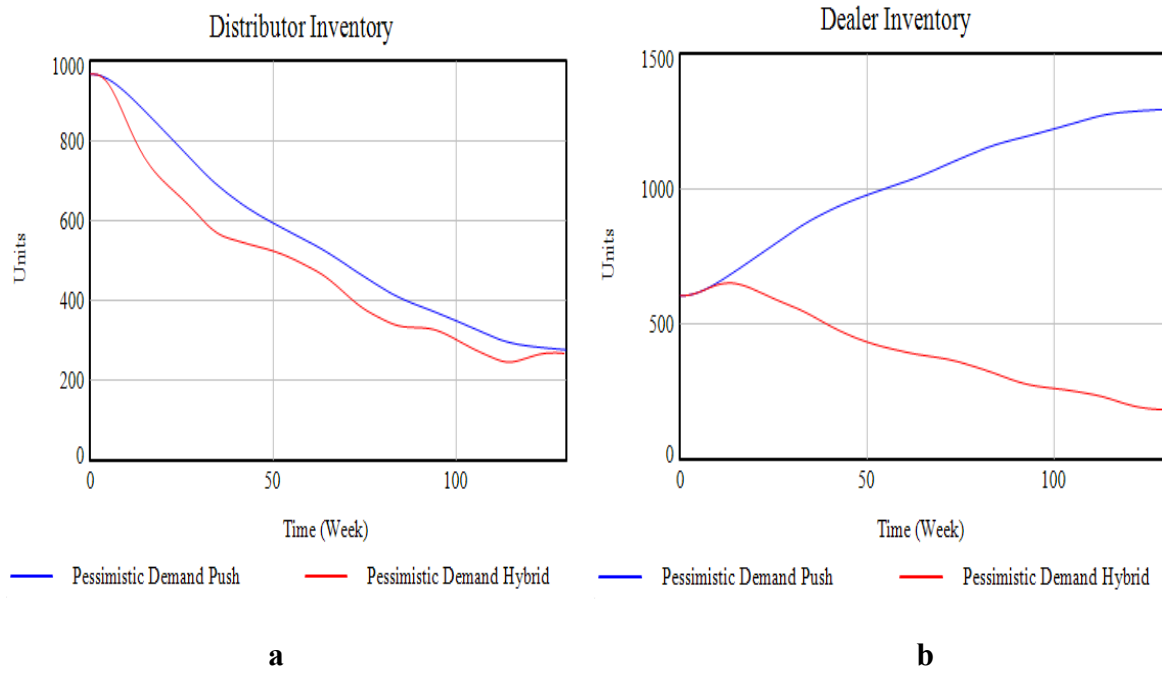 Distributor Inventory
1000
800
600
400
200
0
Units
0 50 100
Time (Week)
Pessimistic Demand Push Pessimistic Demand Hybrid
a
Dealer Inventory
1500
1000
500
0
Units
0 50 100
Time (Week)
Pessimistic Demand Push Pessimistic Demand Hybrid
b